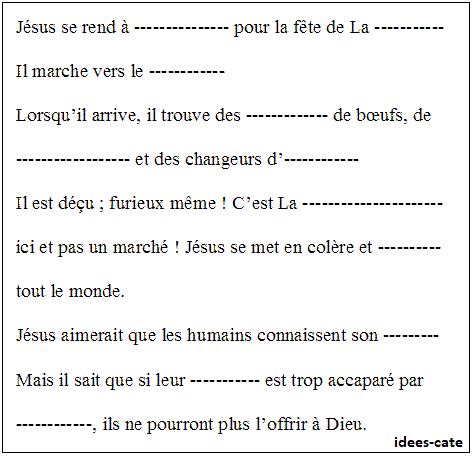 Jésus se rend à --------------- pour la fête de La -----------
Il marche vers le ------------
Lorsqu’il arrive, il trouve des ------------- de bœufs, de
------------------ et des changeurs d’------------
Il est déçu ; furieux même ! C’est La ----------------------
ici et pas un marché ! Jésus se met en colère et ----------
tout le monde.
Jésus aimerait que les humains connaissent son ---------
Mais il sait que si leur ----------- est trop accaparé par
------------, ils ne pourront plus l’offrir à Dieu.
idees-cate